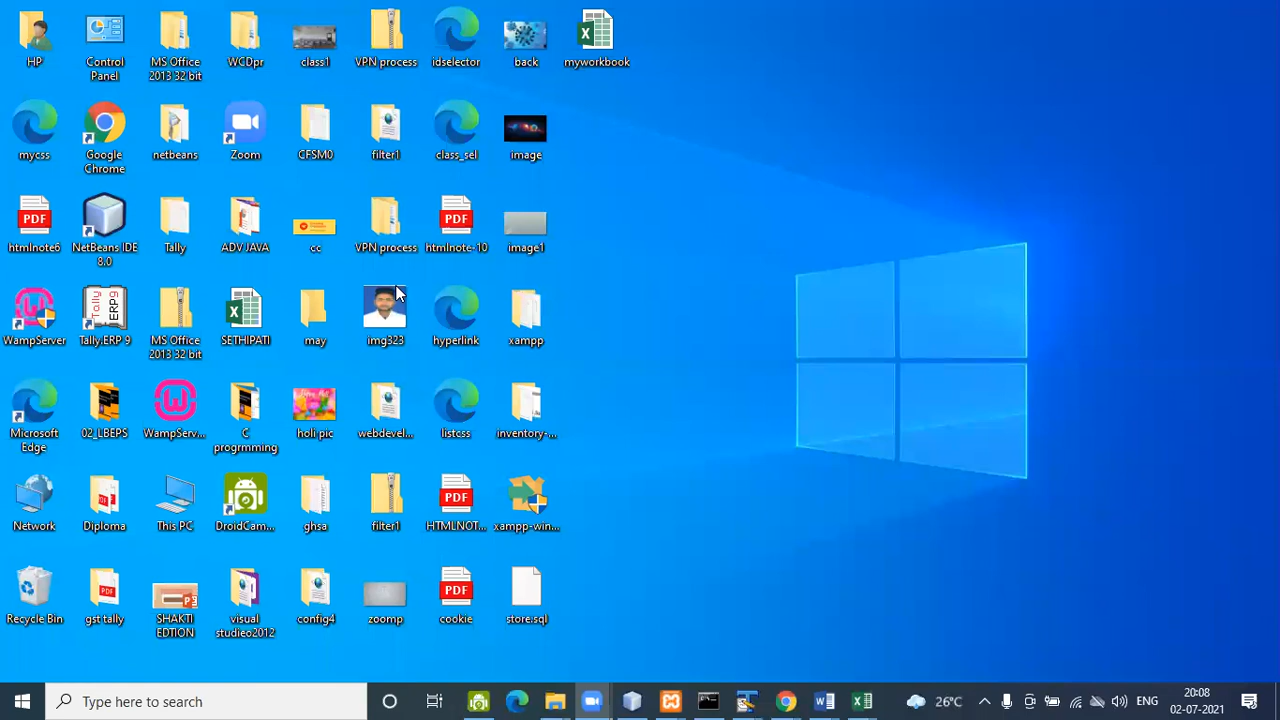 HP
Control
Panel
MS Office
2013 32 bit
WCDpr
class1
VPN process
idselector
back
myworkbook
mycss
Google
Chrome
netbeans
Zoom
CFSM0
filter1
class_sel
image
PDF
htmlnote6
NetBeans IDE
8.0
Tally
ADV JAVA
cc
VPN process
PDF
htmlnote-10
image1
WampServer
Tally.ERP 9
MS Office
2013 32 bit
SETHIPATI
may
img323
hyperlink
xampp
Microsoft
Edge
02_LBEPS
WampServ...
C
progrmming
holi pic
webdevel...
listcss
inventory-...
Network
Diploma
This PC
DroidCam...
ghsa
filter1
PDF
HTMLNOT...
xampp-win...
Recycle Bin
gst tally
SHAKTI
EDTION
visual
studieo2012
config4
zoomp
PDF
cookie
store.sql
Type here to search
26°C
ENG
20:08
02-07-2021